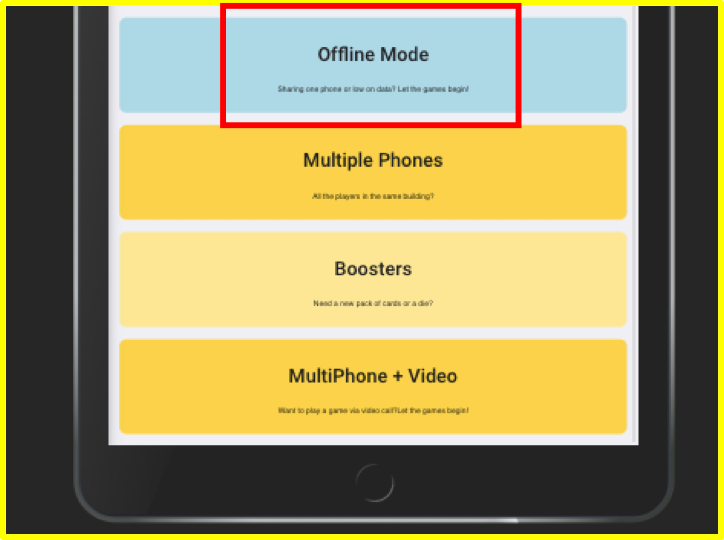 Offline Mode
Sharing one phone or low on data? Let the games begin!
Multiple Phones
All the players in the same building?
Boosters
Need a new pack of cards or a die?
MultiPhone + Video
Want to play a game via video call?Let the games begin!